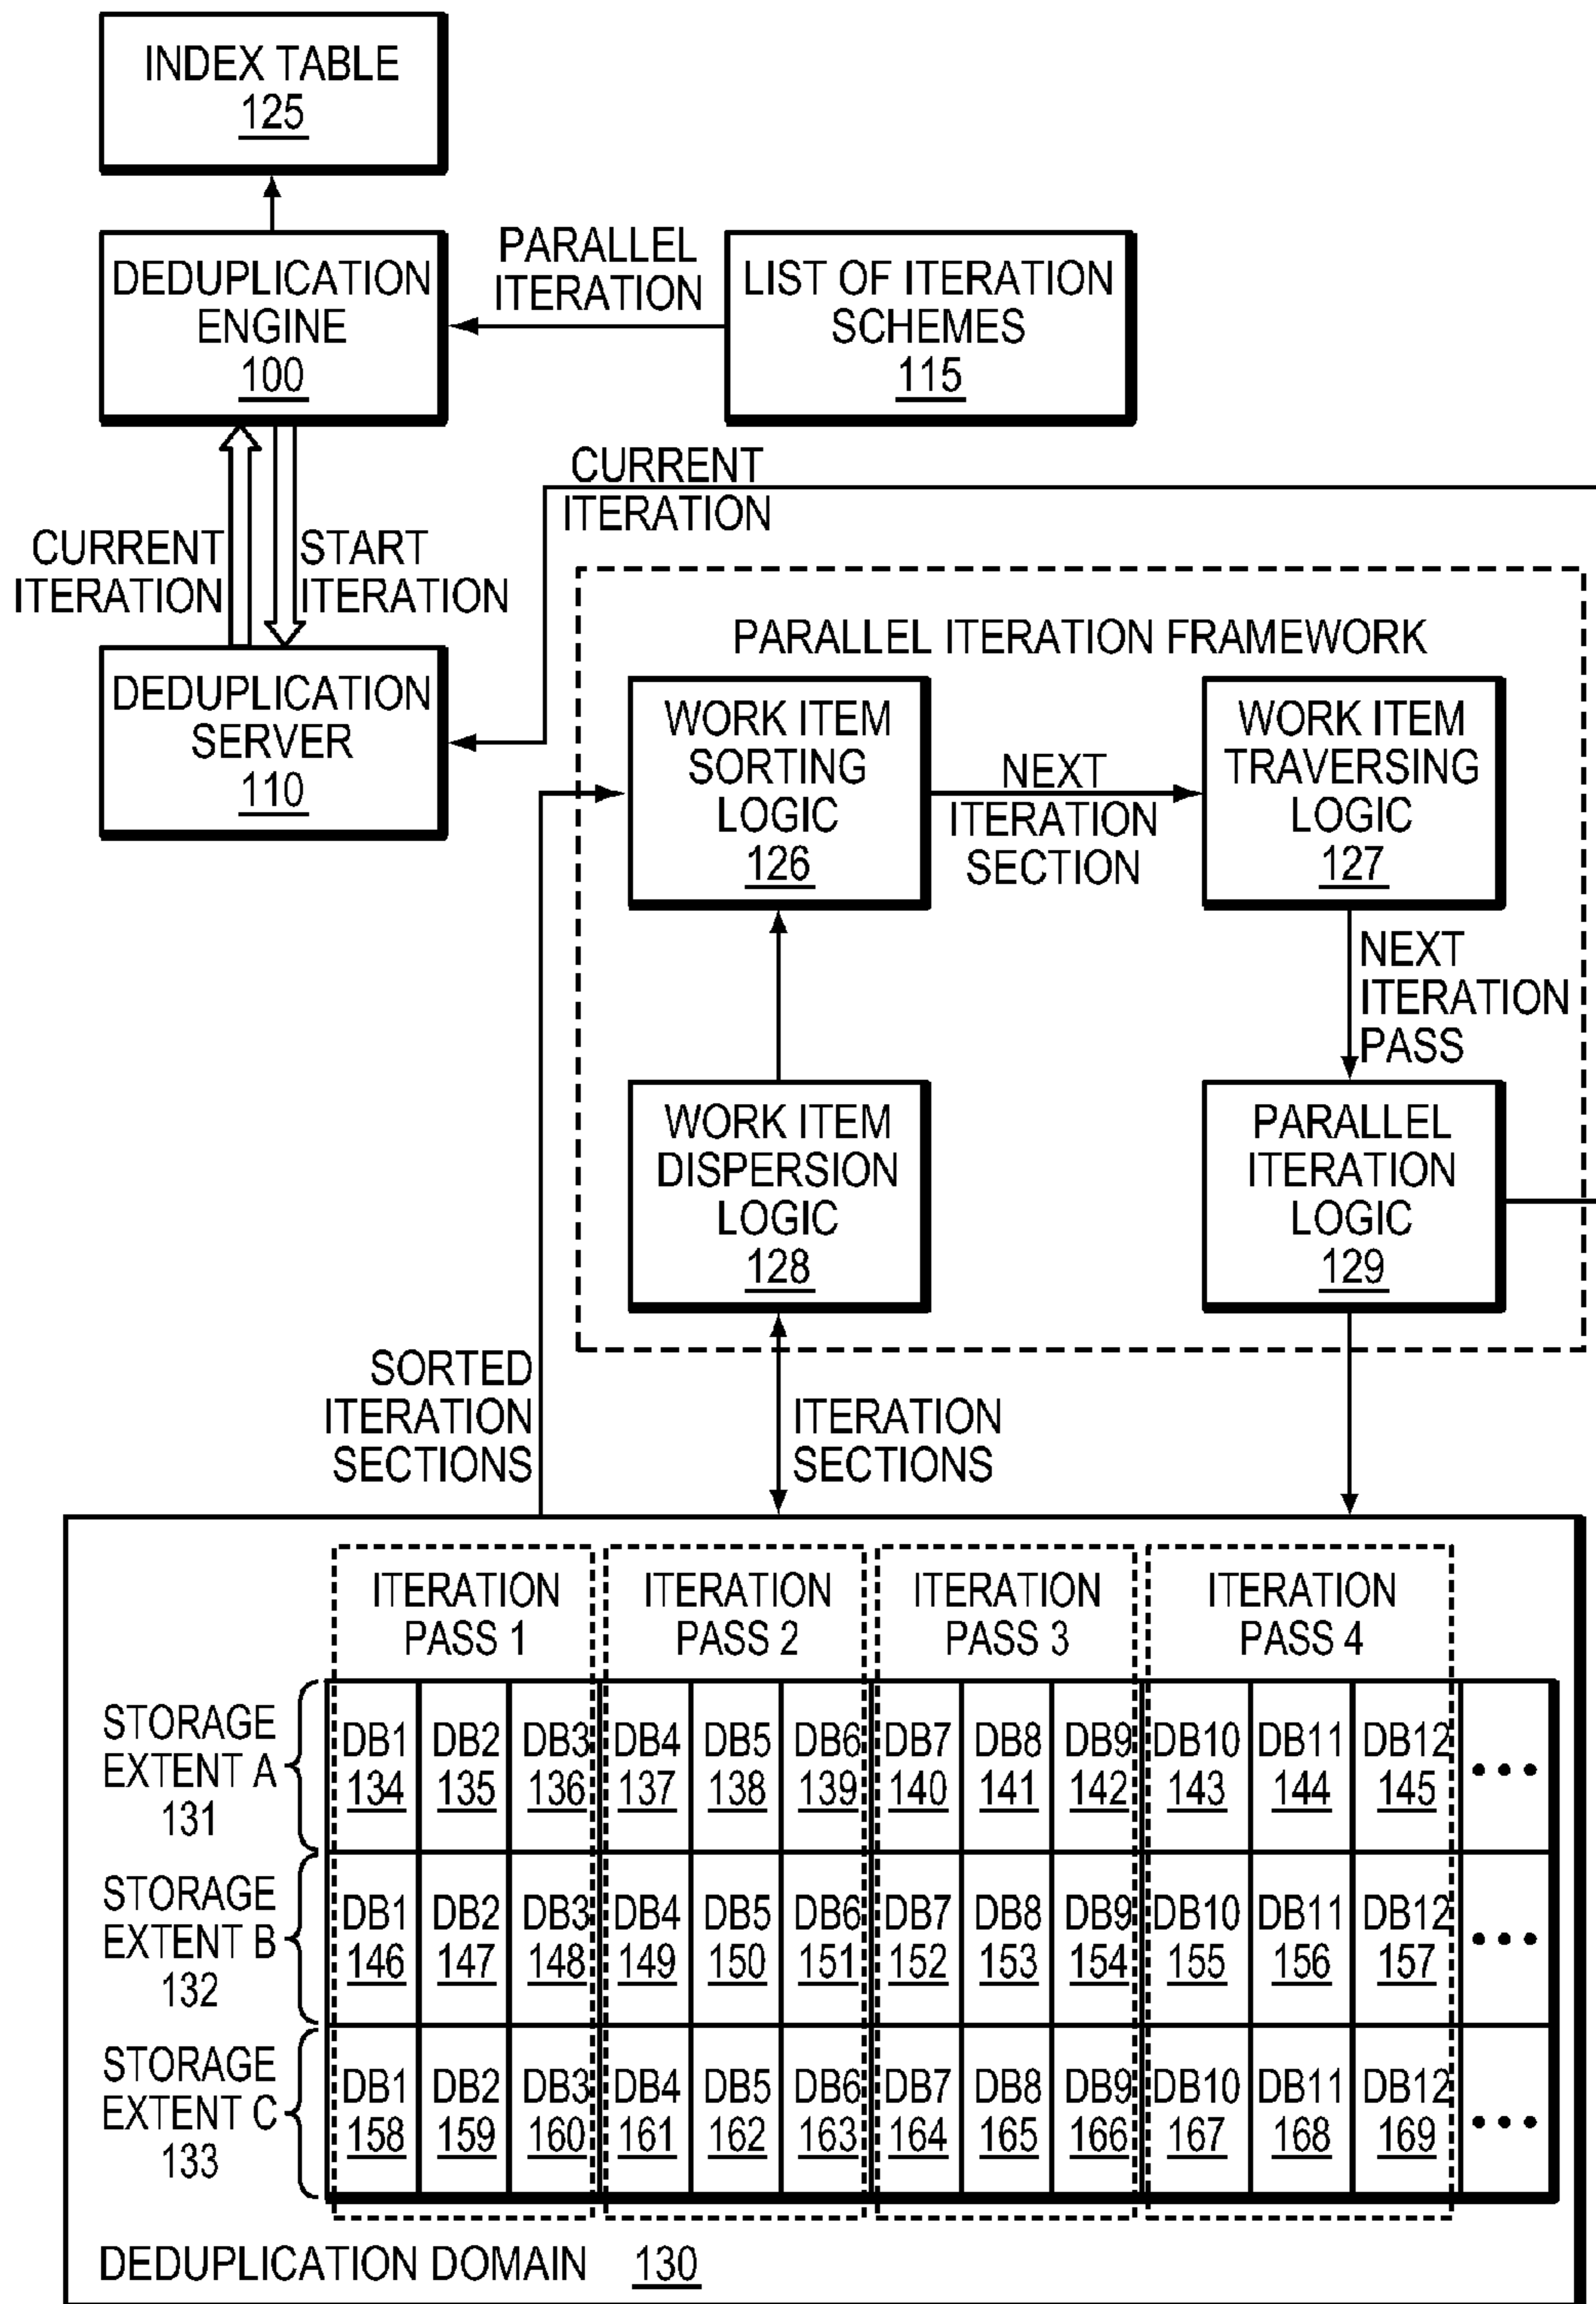 INDEX TABLE
125
DEDUPLICATION
ENGINE
100
PARALLEL
ITERATION
LIST OF ITERATION
SCHEMES
115
CURRENT
ITERATION
START
ITERATION
CURRENT
ITERATION
DEDUPLICATION
SERVER
110
PARALLEL ITERATION FRAMEWORK
WORK ITEM
SORTING
LOGIC
126
NEXT
ITERATION
SECTION
WORK ITEM
TRAVERSING
LOGIC
127
NEXT
ITERATION
PASS
WORK ITEM
DISPERSION
LOGIC
128
PARALLEL
ITERATION
LOGIC
129
SORTED
ITERATION
SECTIONS
ITERATION
SECTIONS
ITERATION
PASS 1
ITERATION
PASS 2
ITERATION
PASS 3
ITERATION
PASS 4
STORAGE
EXTENT A
131
DB1 DB2 DB3 DB4 DB5 DB6 DB7 DB8 DB9 DB10 DB11 DB12
134 135 136 137 138 139 140 141 142 143 144 145 •••
STORAGE
EXTENT B
132
DB1 DB2 DB3 DB4 DB5 DB6 DB7 DB8 DB9 DB10 DB11 DB12
146 147 148 149 150 151 152 153 154 155 156 157 •••
STORAGE
EXTENT C
133
DB1 DB2 DB3 DB4 DB5 DB6 DB7 DB8 DB9 DB10 DB11 DB12
158 159 160 161 162 163 164 165 166 167 168 169 •••
DEDUPLICATION DOMAIN 130